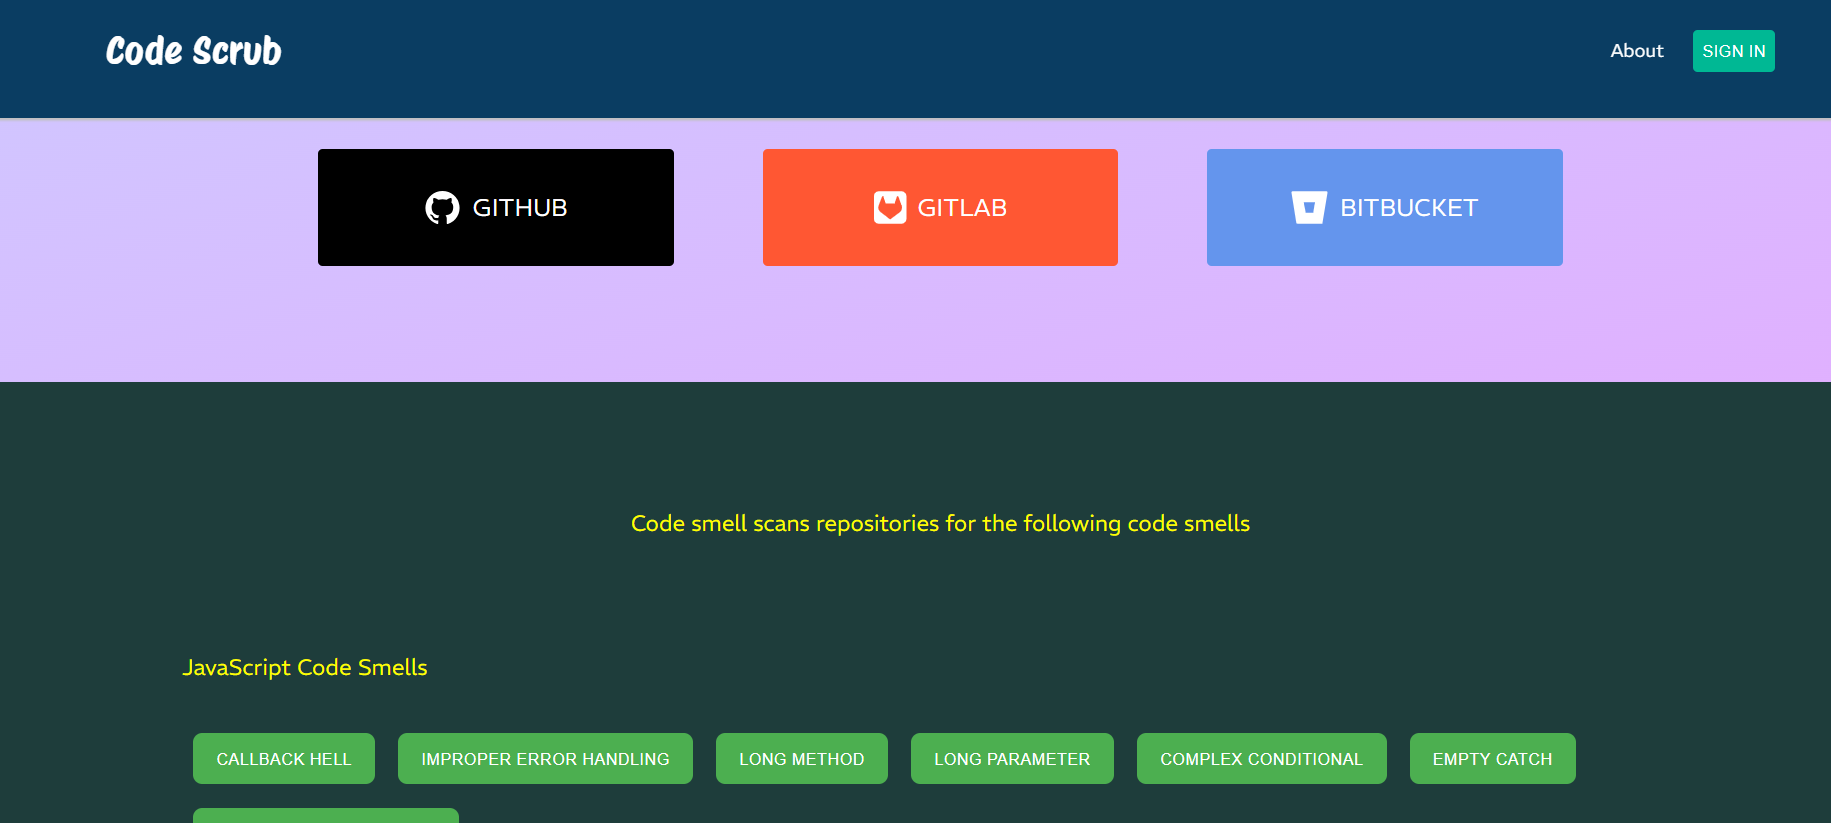 Code Scrub
About
SIGN IN
GITHUB
GITLAB
BITBUCKET
Code smell scans repositories for the following code smells
JavaScript Code Smells
CALLBACK HELL
IMPROPER ERROR HANDLING
LONG METHOD
LONG PARAMETER
COMPLEX CONDITIONAL
EMPTY CATCH